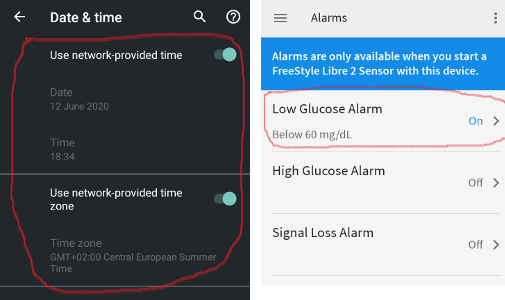 Date & time
Use network-provided time
Date
12 June 2020
Time
18:34
Use network-provided time
zone
Time zone
GMT+02:00 Central European Summer
Time
Alarms
Alarms are only available when you start a
FreeStyle Libre 2 Sensor with this device.
Low Glucose Alarm
On
Below 60 mg/dL
High Glucose Alarm
Off
Signal Loss Alarm
Off